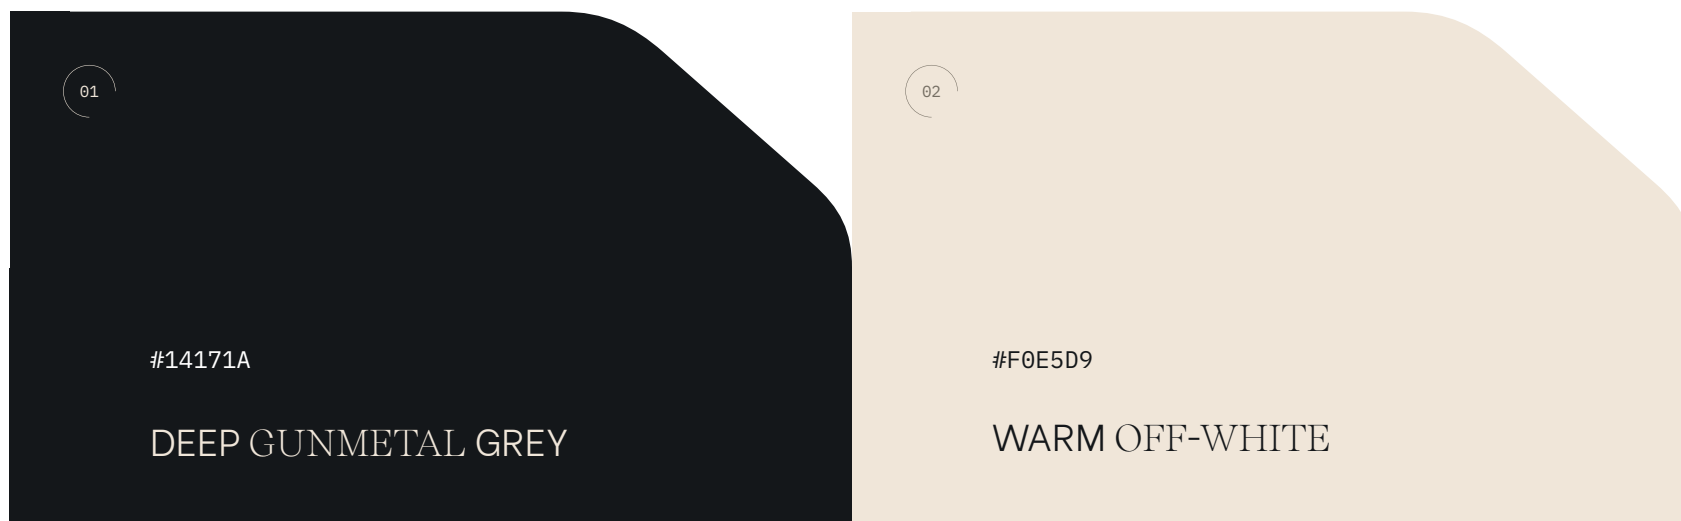 01
#14171A
DEEP GUNMETAL GREY
02
#F0E5D9
WARM OFF-WHITE